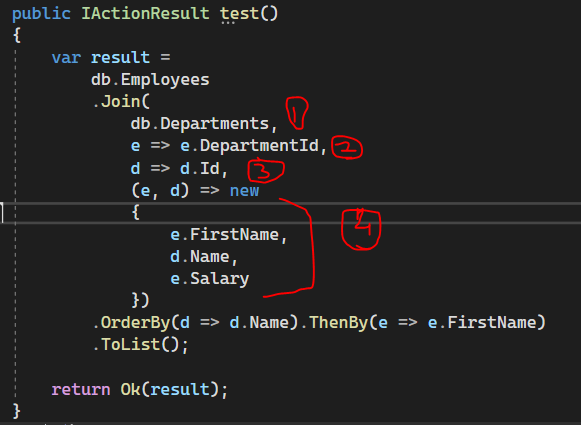 public IActionResult test()
{
var result =
db.Employees
.Join(
db.Departments, 1
e => e.DepartmentId, 2
d => d.Id, 3
(e, d) => new
{
e.FirstName, 4
d.Name,
e.Salary
})
.OrderBy(d => d.Name).ThenBy(e => e.FirstName)
.ToList();
return Ok(result);
}